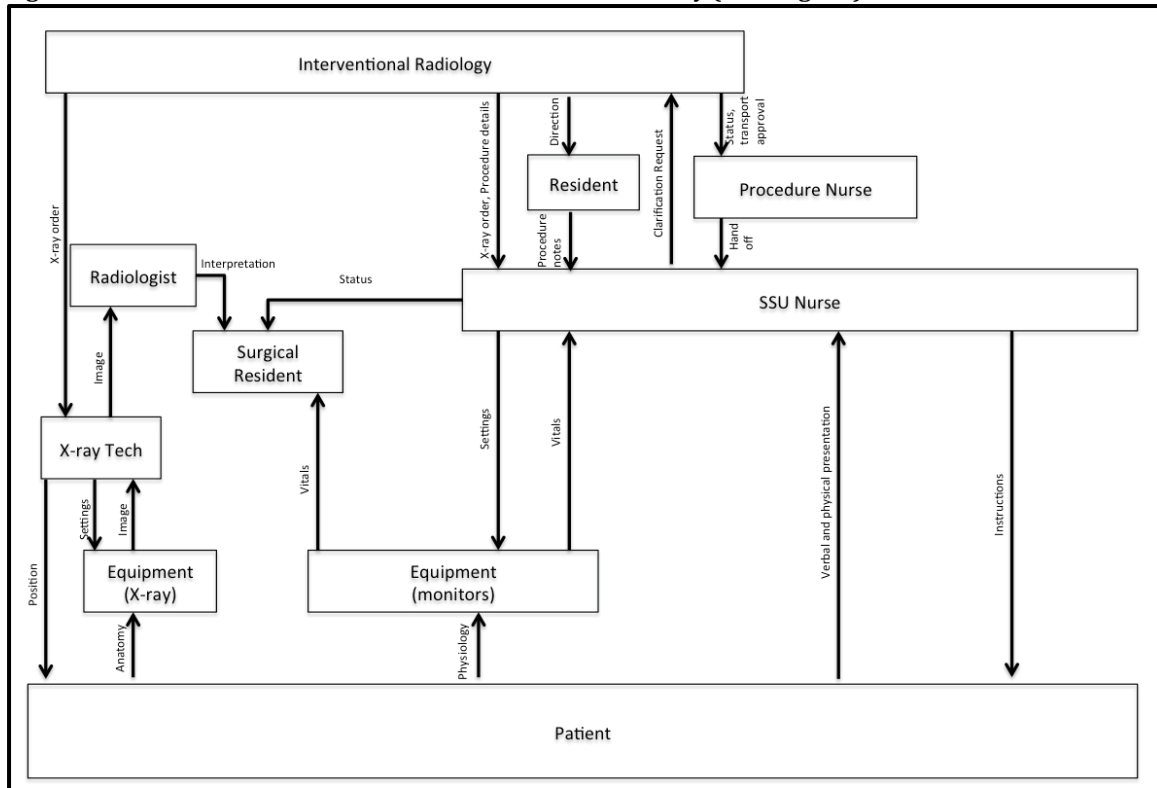 Interventional Radiology
X-ray order
X-ray order, Procedure details
Direction
Clarification Request
Status,
transport
approval
Resident
Procedure Nurse
Procedure
notes
Hand
off
Radiologist
Interpretation
Status
SSU Nurse
Surgical
Resident
Image
X-ray Tech
Settings
Image
Vitals
Settings
Vitals
Verbal and physical presentation
Instructions
Position
Equipment
(X-ray)
Equipment
(monitors)
Anatomy
Physiology
Patient